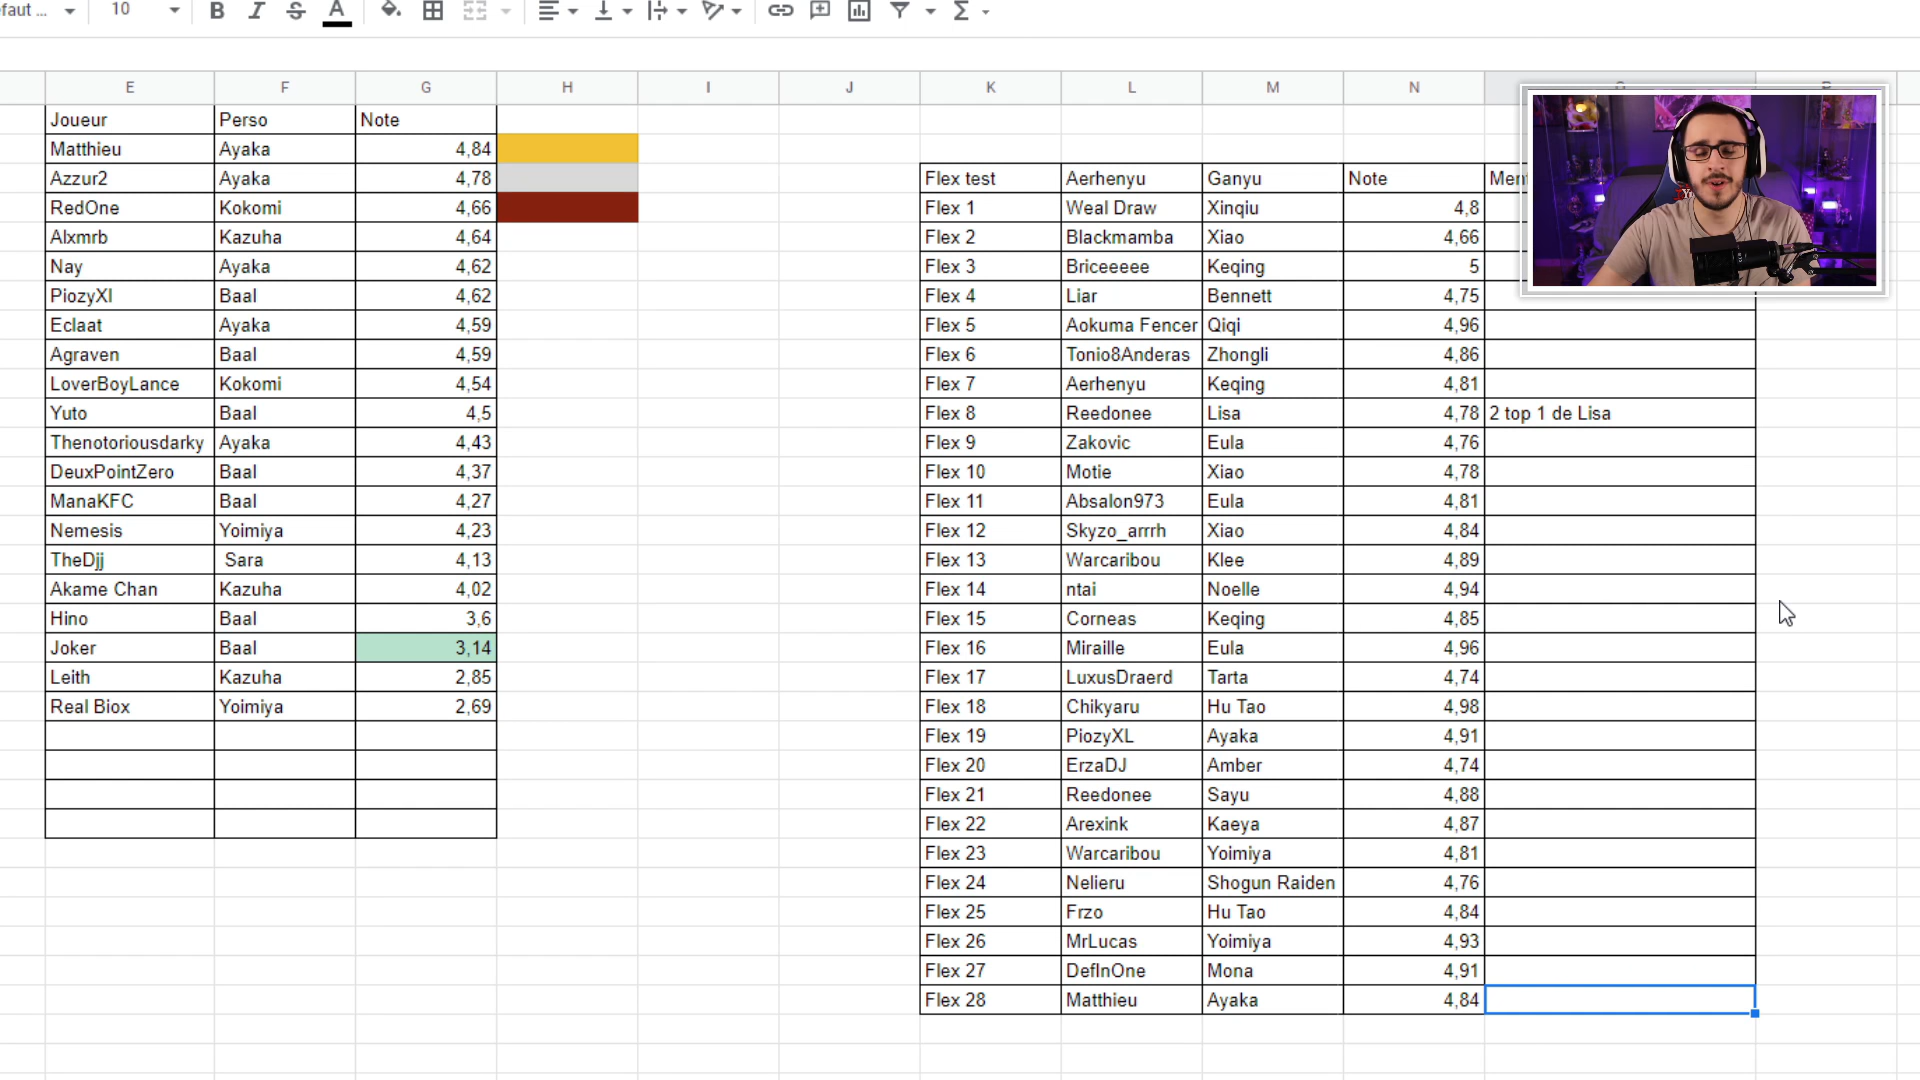 10 B I S A Σ
E F G H I J K L M N
Joueur Perso Note
Matthieu Ayaka 4,84
Azzur2 Ayaka 4,78
RedOne Kokomi 4,66
Alxmrb Kazuha 4,64
Nay Ayaka 4,62
PiozyXl Baal 4,62
Eclaat Ayaka 4,59
Agraven Baal 4,59
LoverBoyLance Kokomi 4,54
Yuto Baal 4,5
Thenotoriousdarky Ayaka 4,43
DeuxPointZero Baal 4,37
ManaKFC Baal 4,27
Nemesis Yoimiya 4,23
TheDjj Sara 4,13
Akame Chan Kazuha 4,02
Hino Baal 3,6
Joker Baal 3,14
Leith Kazuha 2,85
Real Biox Yoimiya 2,69
Flex test Aerhenyu Ganyu Note
Flex 1 Weal Draw Xinqiu 4,8
Flex 2 Blackmamba Xiao 4,66
Flex 3 Briceeeee Keqing 5
Flex 4 Liar Bennett 4,75
Flex 5 Aokuma Fencer Qiqi 4,96
Flex 6 Tonio8Anderas Zhongli 4,86
Flex 7 Aerhenyu Keqing 4,81
Flex 8 Reedonee Lisa 4,78 2 top 1 de Lisa
Flex 9 Zakovic Eula 4,76
Flex 10 Motie Xiao 4,78
Flex 11 Absalon973 Eula 4,81
Flex 12 Skyzo_arrrh Xiao 4,84
Flex 13 Warcaribou Klee 4,89
Flex 14 ntai Noelle 4,94
Flex 15 Corneas Keqing 4,85
Flex 16 Miraille Eula 4,96
Flex 17 LuxusDraerd Tarta 4,74
Flex 18 Chikyaru Hu Tao 4,98
Flex 19 PiozyXL Ayaka 4,91
Flex 20 ErzaDJ Amber 4,74
Flex 21 Reedonee Sayu 4,88
Flex 22 Arexink Kaeya 4,87
Flex 23 Warcaribou Yoimiya 4,81
Flex 24 Nelieru Shogun Raiden 4,76
Flex 25 Frzo Hu Tao 4,84
Flex 26 MrLucas Yoimiya 4,93
Flex 27 DefInOne Mona 4,91
Flex 28 Matthieu Ayaka 4,84